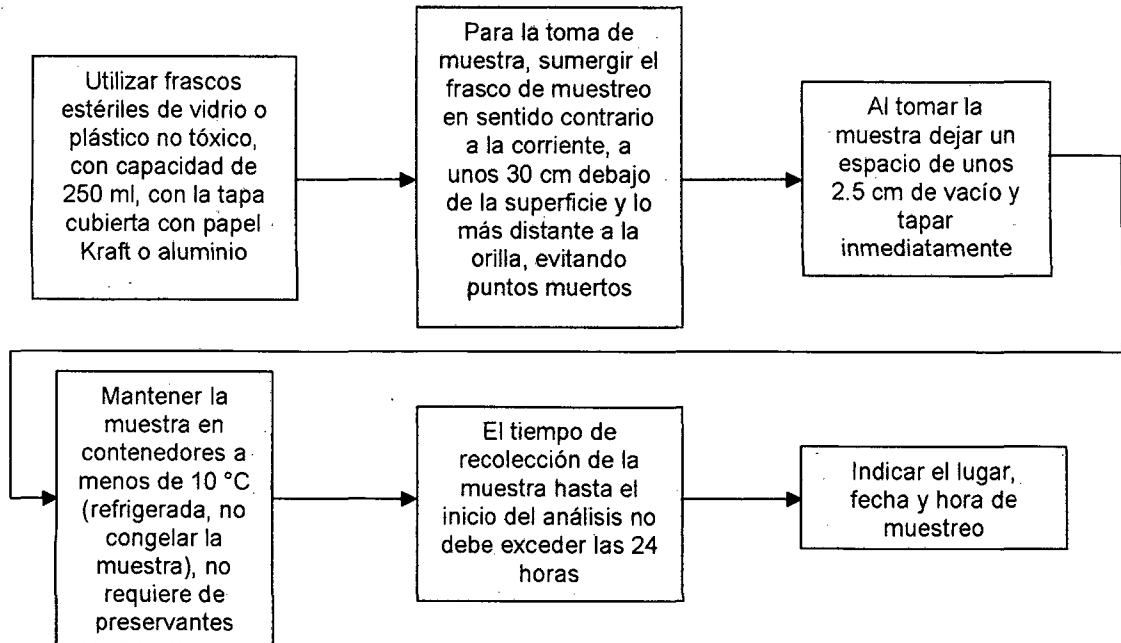 Utilizar frascos
estériles de vidrio o
plástico no tóxico,
con capacidad de
250 ml, con la tapa
cubierta con papel
Kraft o aluminio
Para la toma de
muestra, sumergir el
frasco de muestreo
en sentido contrario
a la corriente, a
unos 30 cm debajo
de la superficie y lo
más distante a la
orilla, evitando
puntos muertos
Al tomar la
muestra dejar un
espacio de unos
2.5 cm de vacío y
tapar
inmediatamente
Mantener la
muestra en
contenedores a
menos de 10 °C
(refrigerada, no
congelar la
muestra), no
requiere de
preservantes
El tiempo de
recolección de la
muestra hasta el
inicio del análisis no
debe exceder las 24
horas
Indicar el lugar,
fecha y hora de
muestreo